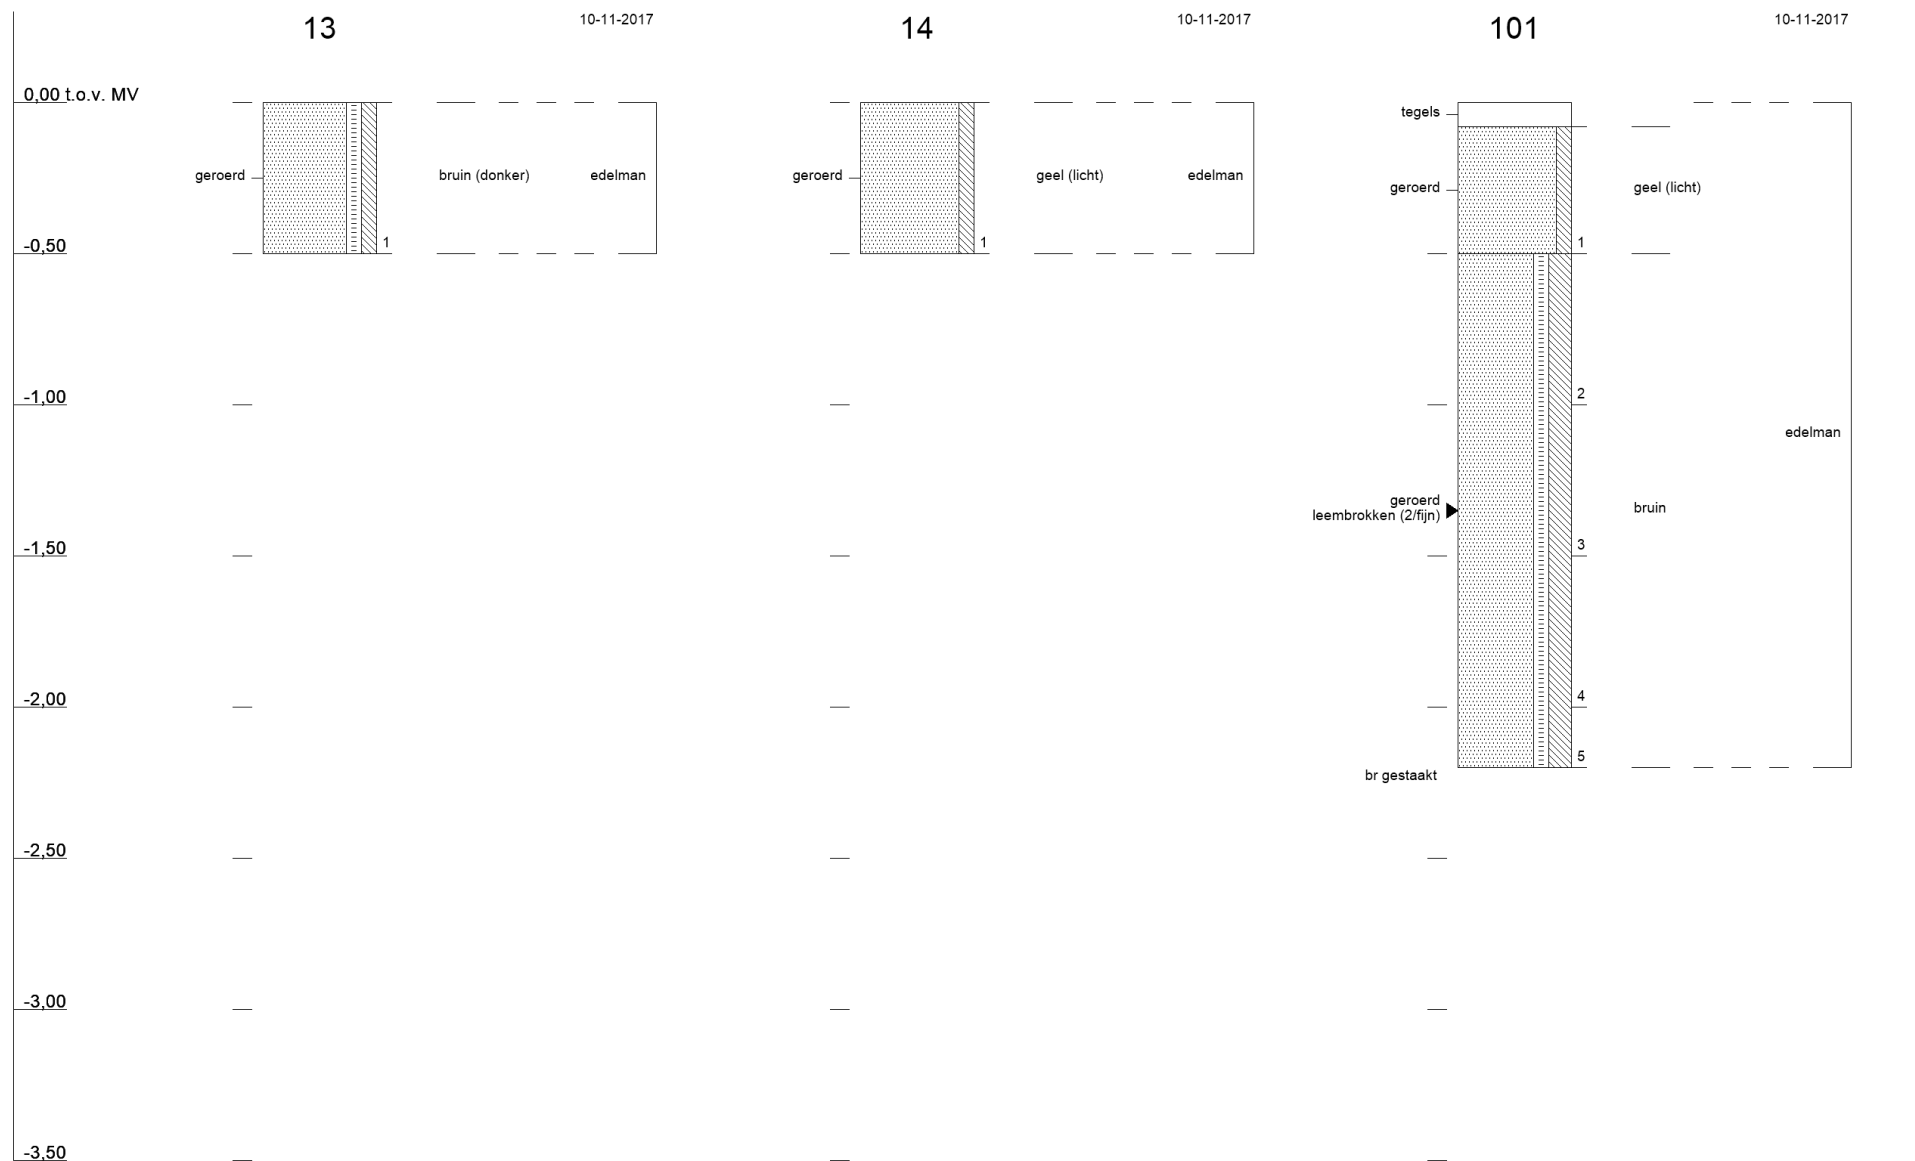 13
10-11-2017
14
10-11-2017
101
10-11-2017
0,00 t.o.v. MV
-0,50
-1,00
-1,50
-2,00
-2,50
-3,00
-3,50
geroerd
1
bruin (donker)
edelman
geroerd
1
geel (licht)
edelman
tegels
geroerd
1
geel (licht)
2
edelman
geroerd
leembrokken (2/fijn)
bruin
3
4
5
br gestaakt